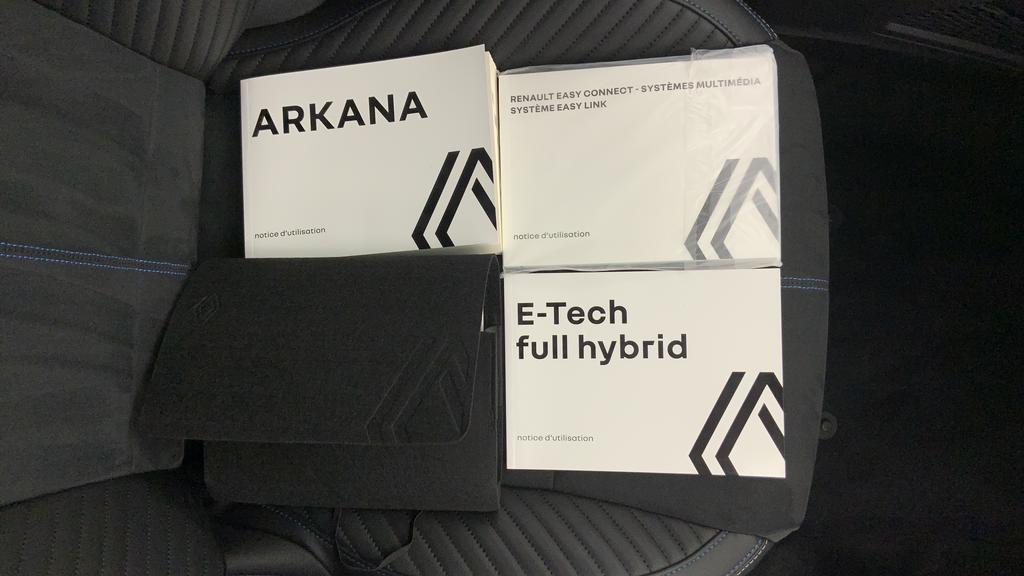 ARKANA
notice d'utilisation
RENAULT EASY CONNECT - SYSTÈMES MULTIMÉDIA
SYSTÈME EASY LINK
notice d'utilisation
E-Tech
full hybrid
notice d'utilisation